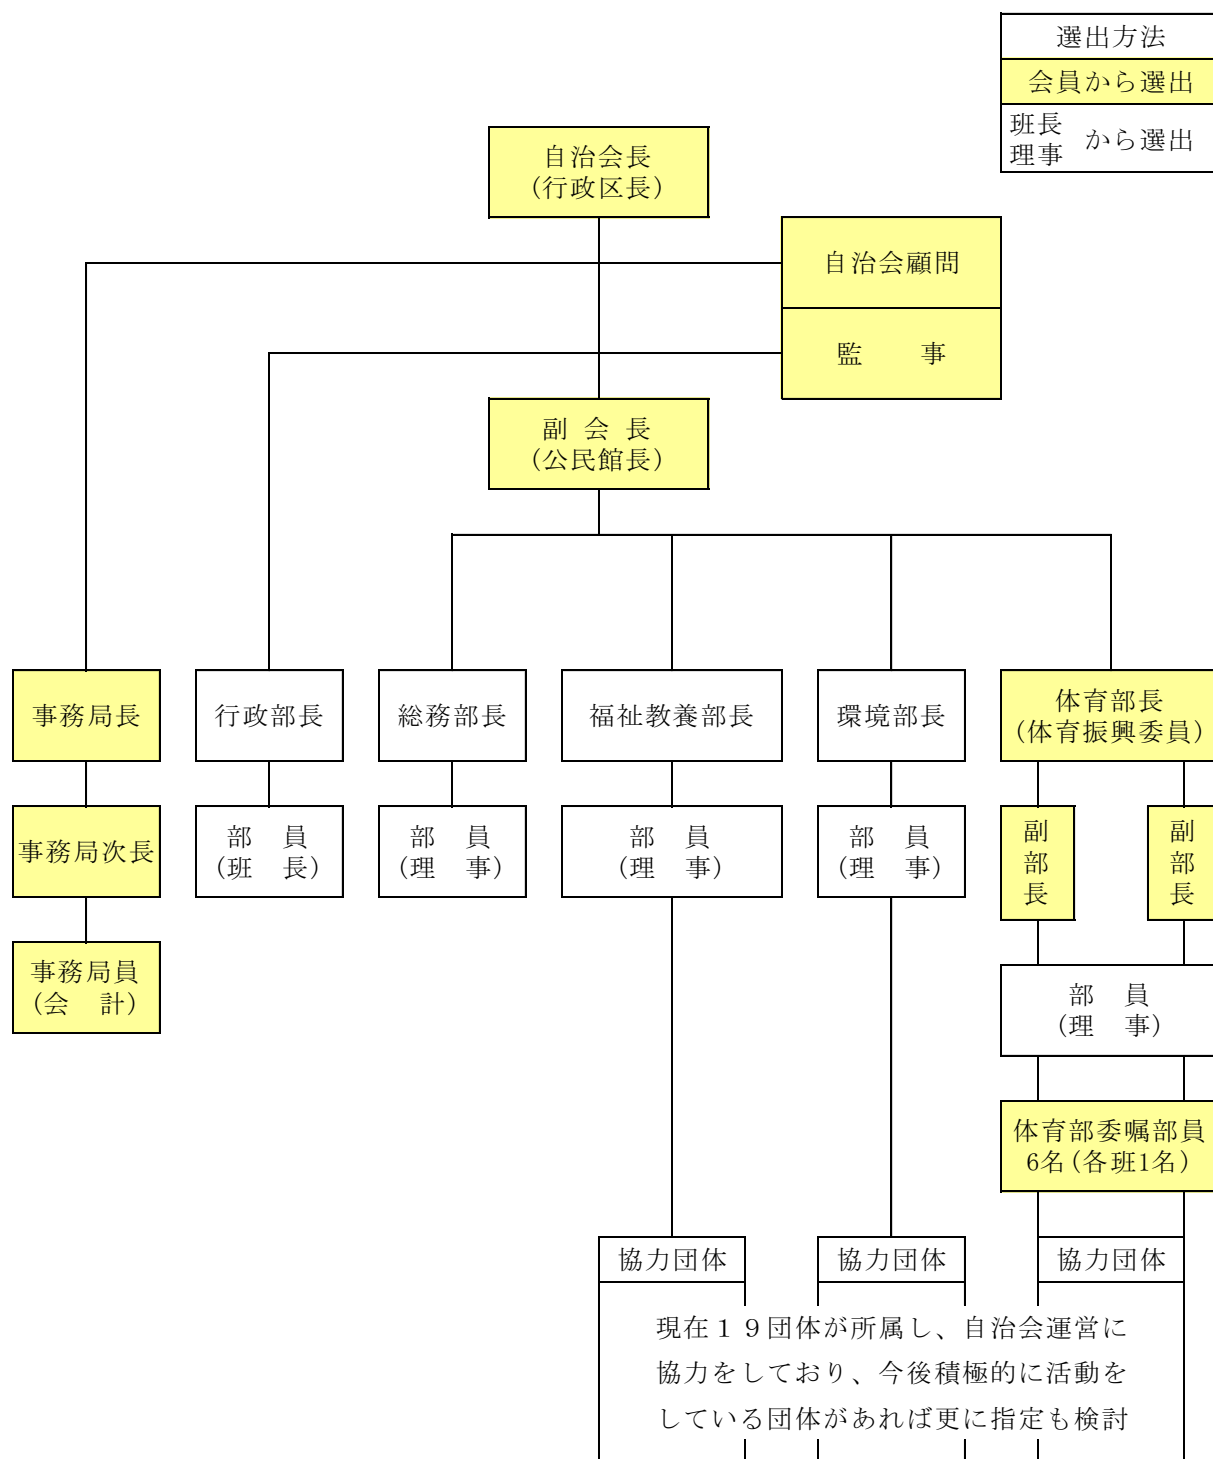 選出方法
会員から選出
班長
理事 から選出
自治会長
(行政区長)
自治会顧問
監　　事
副 会 長
(公民館長)
事務局長
行政部長
総務部長
福祉教養部長
環境部長
体育部長
(体育振興委員)
事務局次長
部　員
(班　長)
部　員
(理　事)
部　員
(理　事)
部　員
(理　事)
副部長
副部長
事務局員
(会　計)
部　員
(理　事)
体育部委嘱部員
6名(各班1名)
協力団体
協力団体
協力団体
現在１９団体が所属し、自治会運営に
協力をしており、今後積極的に活動を
している団体があれば更に指定も検討